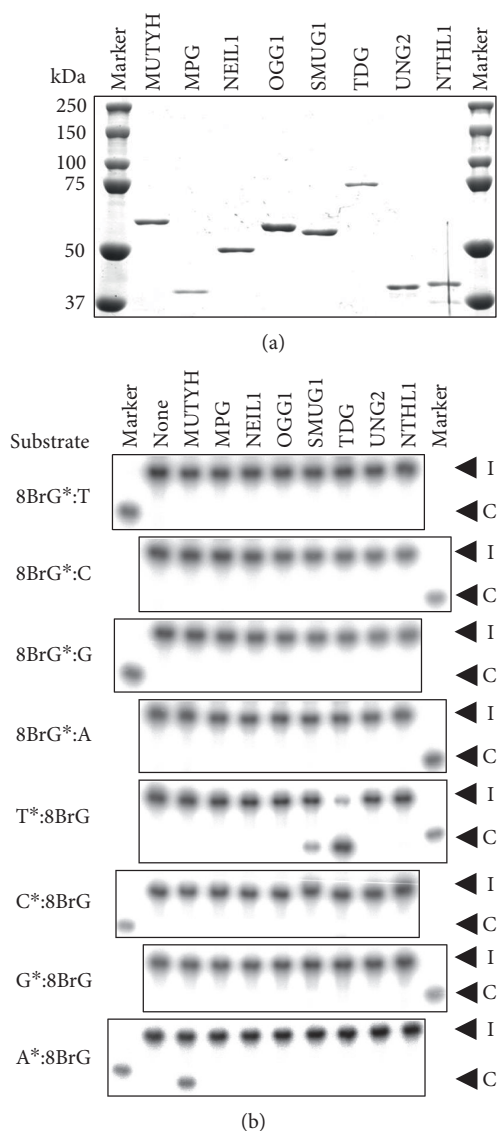 Marker MUTYH MPG NEIL1 OGG1 SMUG1 TDG UNG2 NTHL1 Marker
kDa
250
150
100
75
50
37
(a)
Marker None MUTYH MPG NEIL1 OGG1 SMUG1 TDG UNG2 NTHL1 Marker
Substrate
8BrG*:T I
C
8BrG*:C I
C
8BrG*:G I
C
8BrG*:A I
C
T*:8BrG I
C
C*:8BrG I
C
G*:8BrG I
C
A*:8BrG I
C
(b)